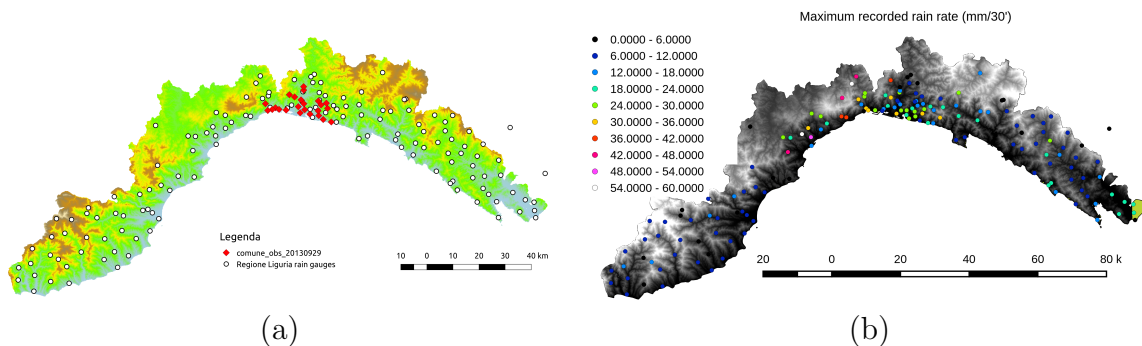 Legenda
comune_obs_20130929
Regione Liguria rain gauges
10 0 10 20 30 40 km
(a)
Maximum recorded rain rate (mm/30')
0.0000 - 6.0000
6.0000 - 12.0000
12.0000 - 18.0000
18.0000 - 24.0000
24.0000 - 30.0000
30.0000 - 36.0000
36.0000 - 42.0000
42.0000 - 48.0000
48.0000 - 54.0000
54.0000 - 60.0000
20 0 20 40 60 80 k
(b)